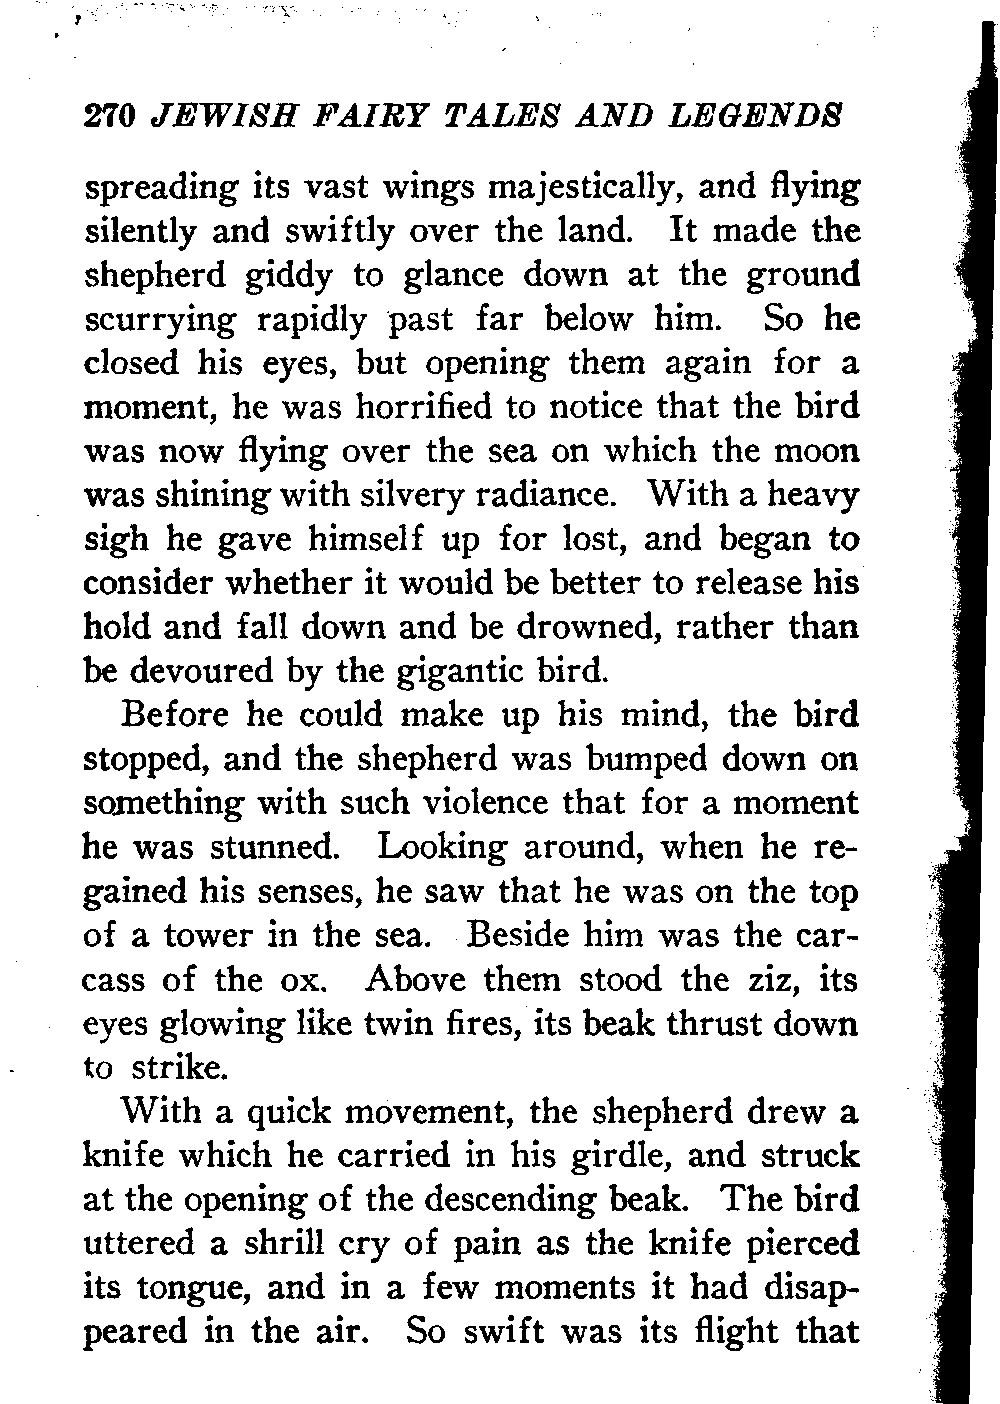 270 JEWISH FAIRY TALES AND LEGENDS
spreading its vast wings majestically, and flying
silently and swiftly over the land. It made the
shepherd giddy to glance down at the ground
scurrying rapidly past far below him. So he
closed his eyes, but opening them again for a
moment, he was horrified to notice that the bird
was now flying over the sea on which the moon
was shining with silvery radiance. With a heavy
sigh he gave himself up for lost, and began to
consider whether it would be better to release his
hold and fall down and be drowned, rather than
be devoured by the gigantic bird.
Before he could make up his mind, the bird
stopped, and the shepherd was bumped down on
something with such violence that for a moment
he was stunned. Looking around, when he re-
gained his senses, he saw that he was on the top
of a tower in the sea. Beside him was the car-
cass of the ox. Above them stood the ziz, its
eyes glowing like twin fires, its beak thrust down
to strike.
With a quick movement, the shepherd drew a
knife which he carried in his girdle, and struck
at the opening of the descending beak. The bird
uttered a shrill cry of pain as the knife pierced
its tongue, and in a few moments it had disap-
peared in the air. So swift was its flight that